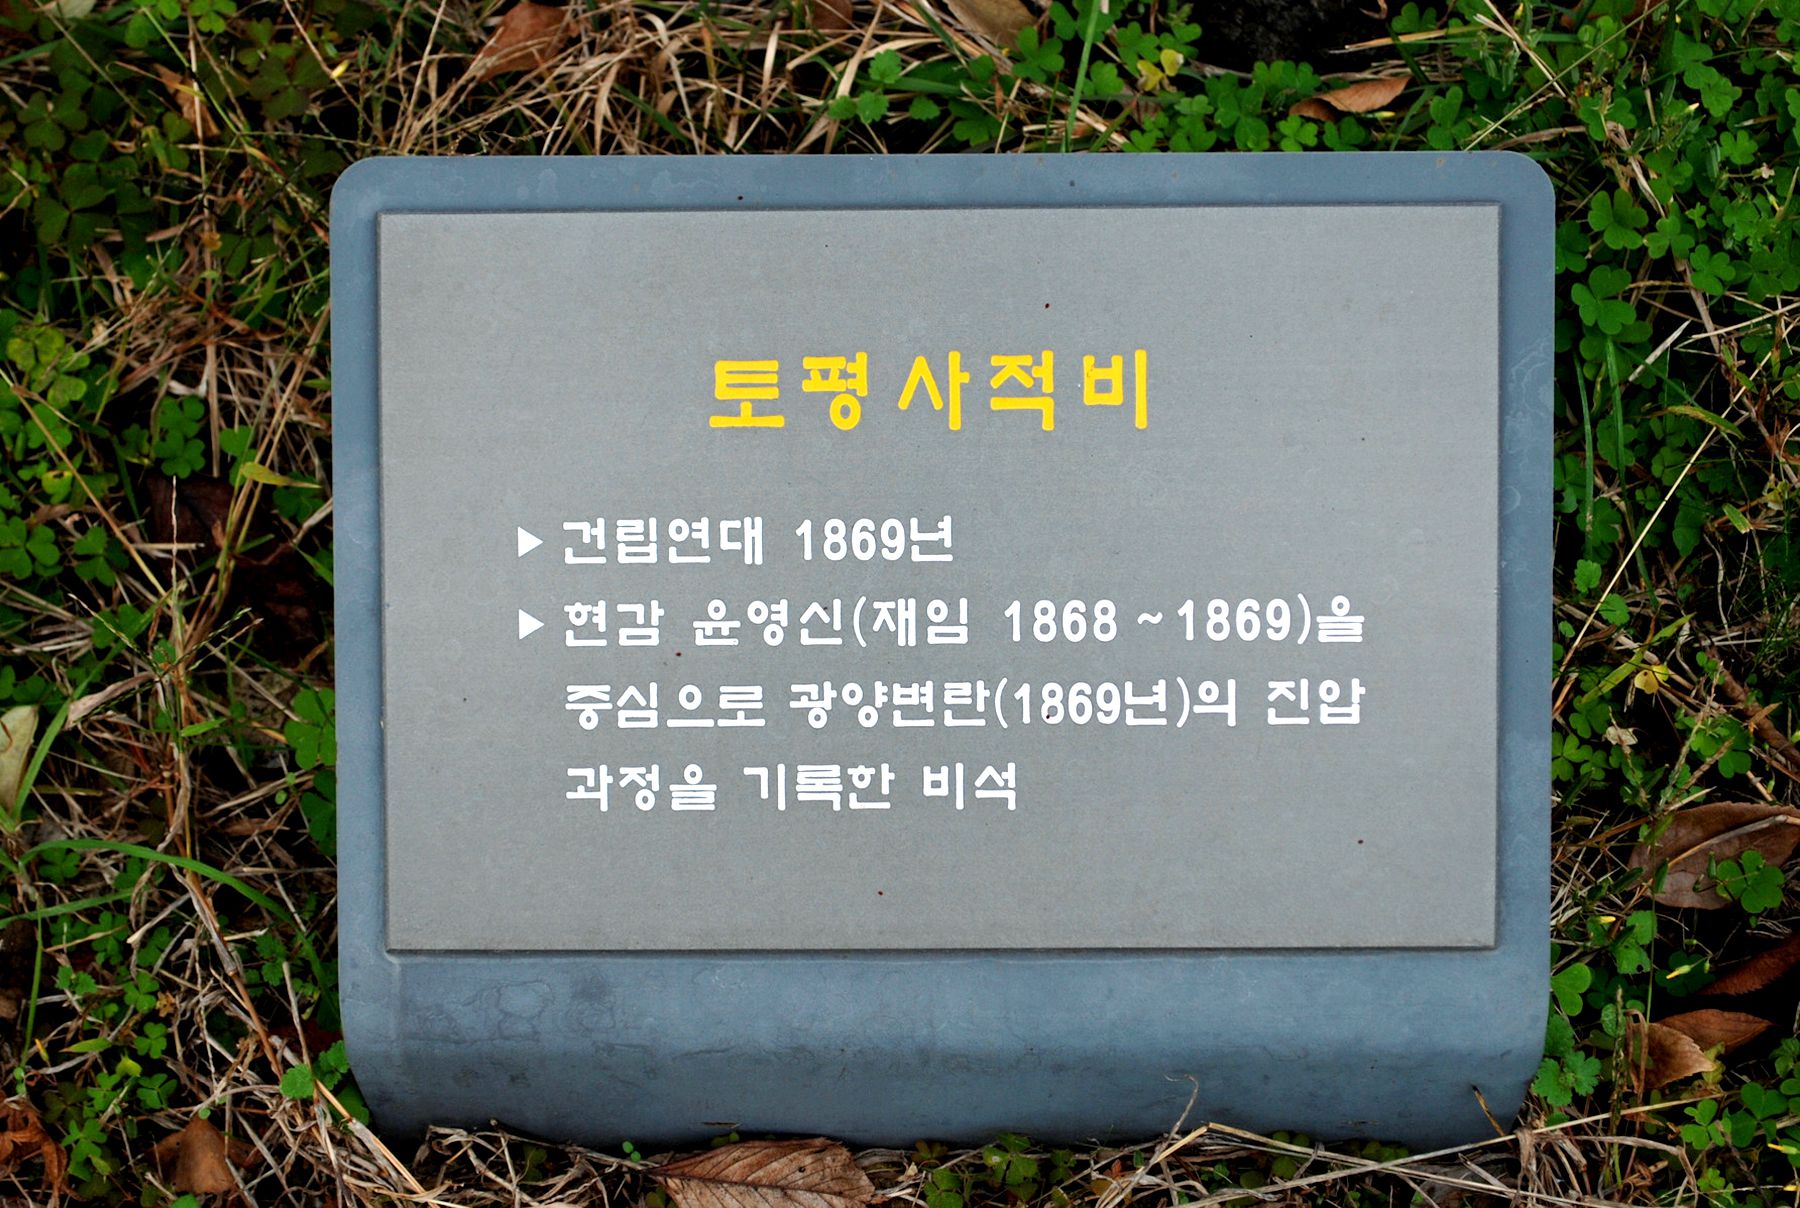 토평사적비
▶ 건립연대 1869년
▶ 현감 윤영신(재임 1868 ~ 1869)을
중심으로 광양변란(1869년)의 진압
과정을 기록한 비석